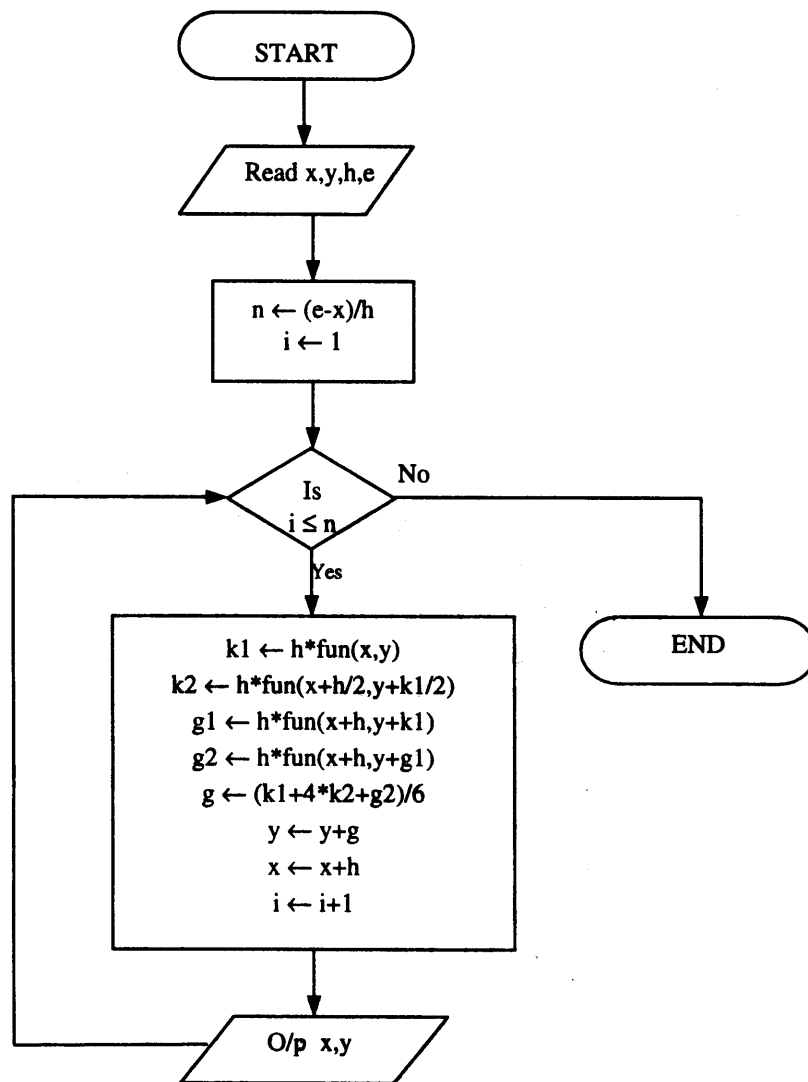 START
Read x,y,h,e
n ← (e-x)/h
i ← 1
Is
i ≤ n
No
Yes
k1 ← h*fun(x,y)
k2 ← h*fun(x+h/2,y+k1/2)
g1 ← h*fun(x+h,y+k1)
g2 ← h*fun(x+h,y+g1)
g ← (k1+4*k2+g2)/6
y ← y+g
x ← x+h
i ← i+1
END
O/p x,y